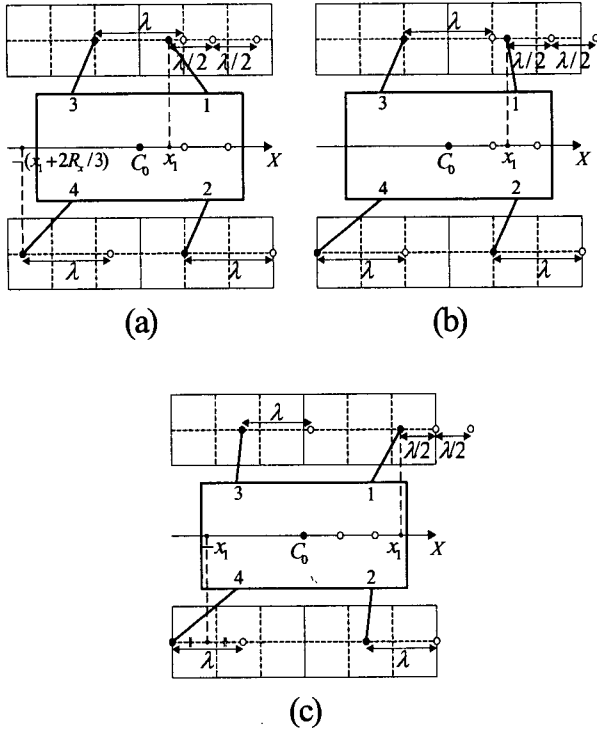 λ
λ/2 λ/2
3 1
−(x₁+2Rₓ/3) C₀ x₁ X
4 2
λ λ
(a)
λ
λ/2 λ/2
3 1
C₀ x₁ X
4 2
λ λ
(b)
λ
λ/2 λ/2
3 1
−x₁ C₀ x₁ X
4 2
λ λ
(c)